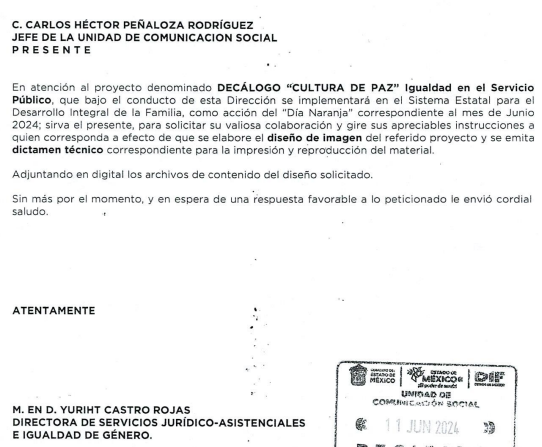 C. CARLOS HÉCTOR PEÑALOZA RODRÍGUEZ
JEFE DE LA UNIDAD DE COMUNICACION SOCIAL
P R E S E N T E
En atención al proyecto denominado DECÁLOGO “CULTURA DE PAZ” Igualdad en el Servicio
Público, que bajo el conducto de esta Dirección se implementará en el Sistema Estatal para el
Desarrollo Integral de la Familia, como acción del “Día Naranja” correspondiente al mes de Junio
2024; sirva el presente, para solicitar su valiosa colaboración y gire sus apreciables instrucciones a
quien corresponda a efecto de que se elabore el diseño de imagen del referido proyecto y se emita
dictamen técnico correspondiente para la impresión y reproducción del material.
Adjuntando en digital los archivos de contenido del diseño solicitado.
Sin más por el momento, y en espera de una respuesta favorable a lo peticionado le envió cordial
saludo.
ATENTAMENTE
GOBIERNO DEL
ESTADO DE
MÉXICO
ESTADO DE
MÉXICO
¡El poder de servir!
DIF
UNIDAD DE
COMUNICACIÓN SOCIAL
11 JUN 2024
M. EN D. YURIHT CASTRO ROJAS
DIRECTORA DE SERVICIOS JURÍDICO-ASISTENCIALES
E IGUALDAD DE GÉNERO.